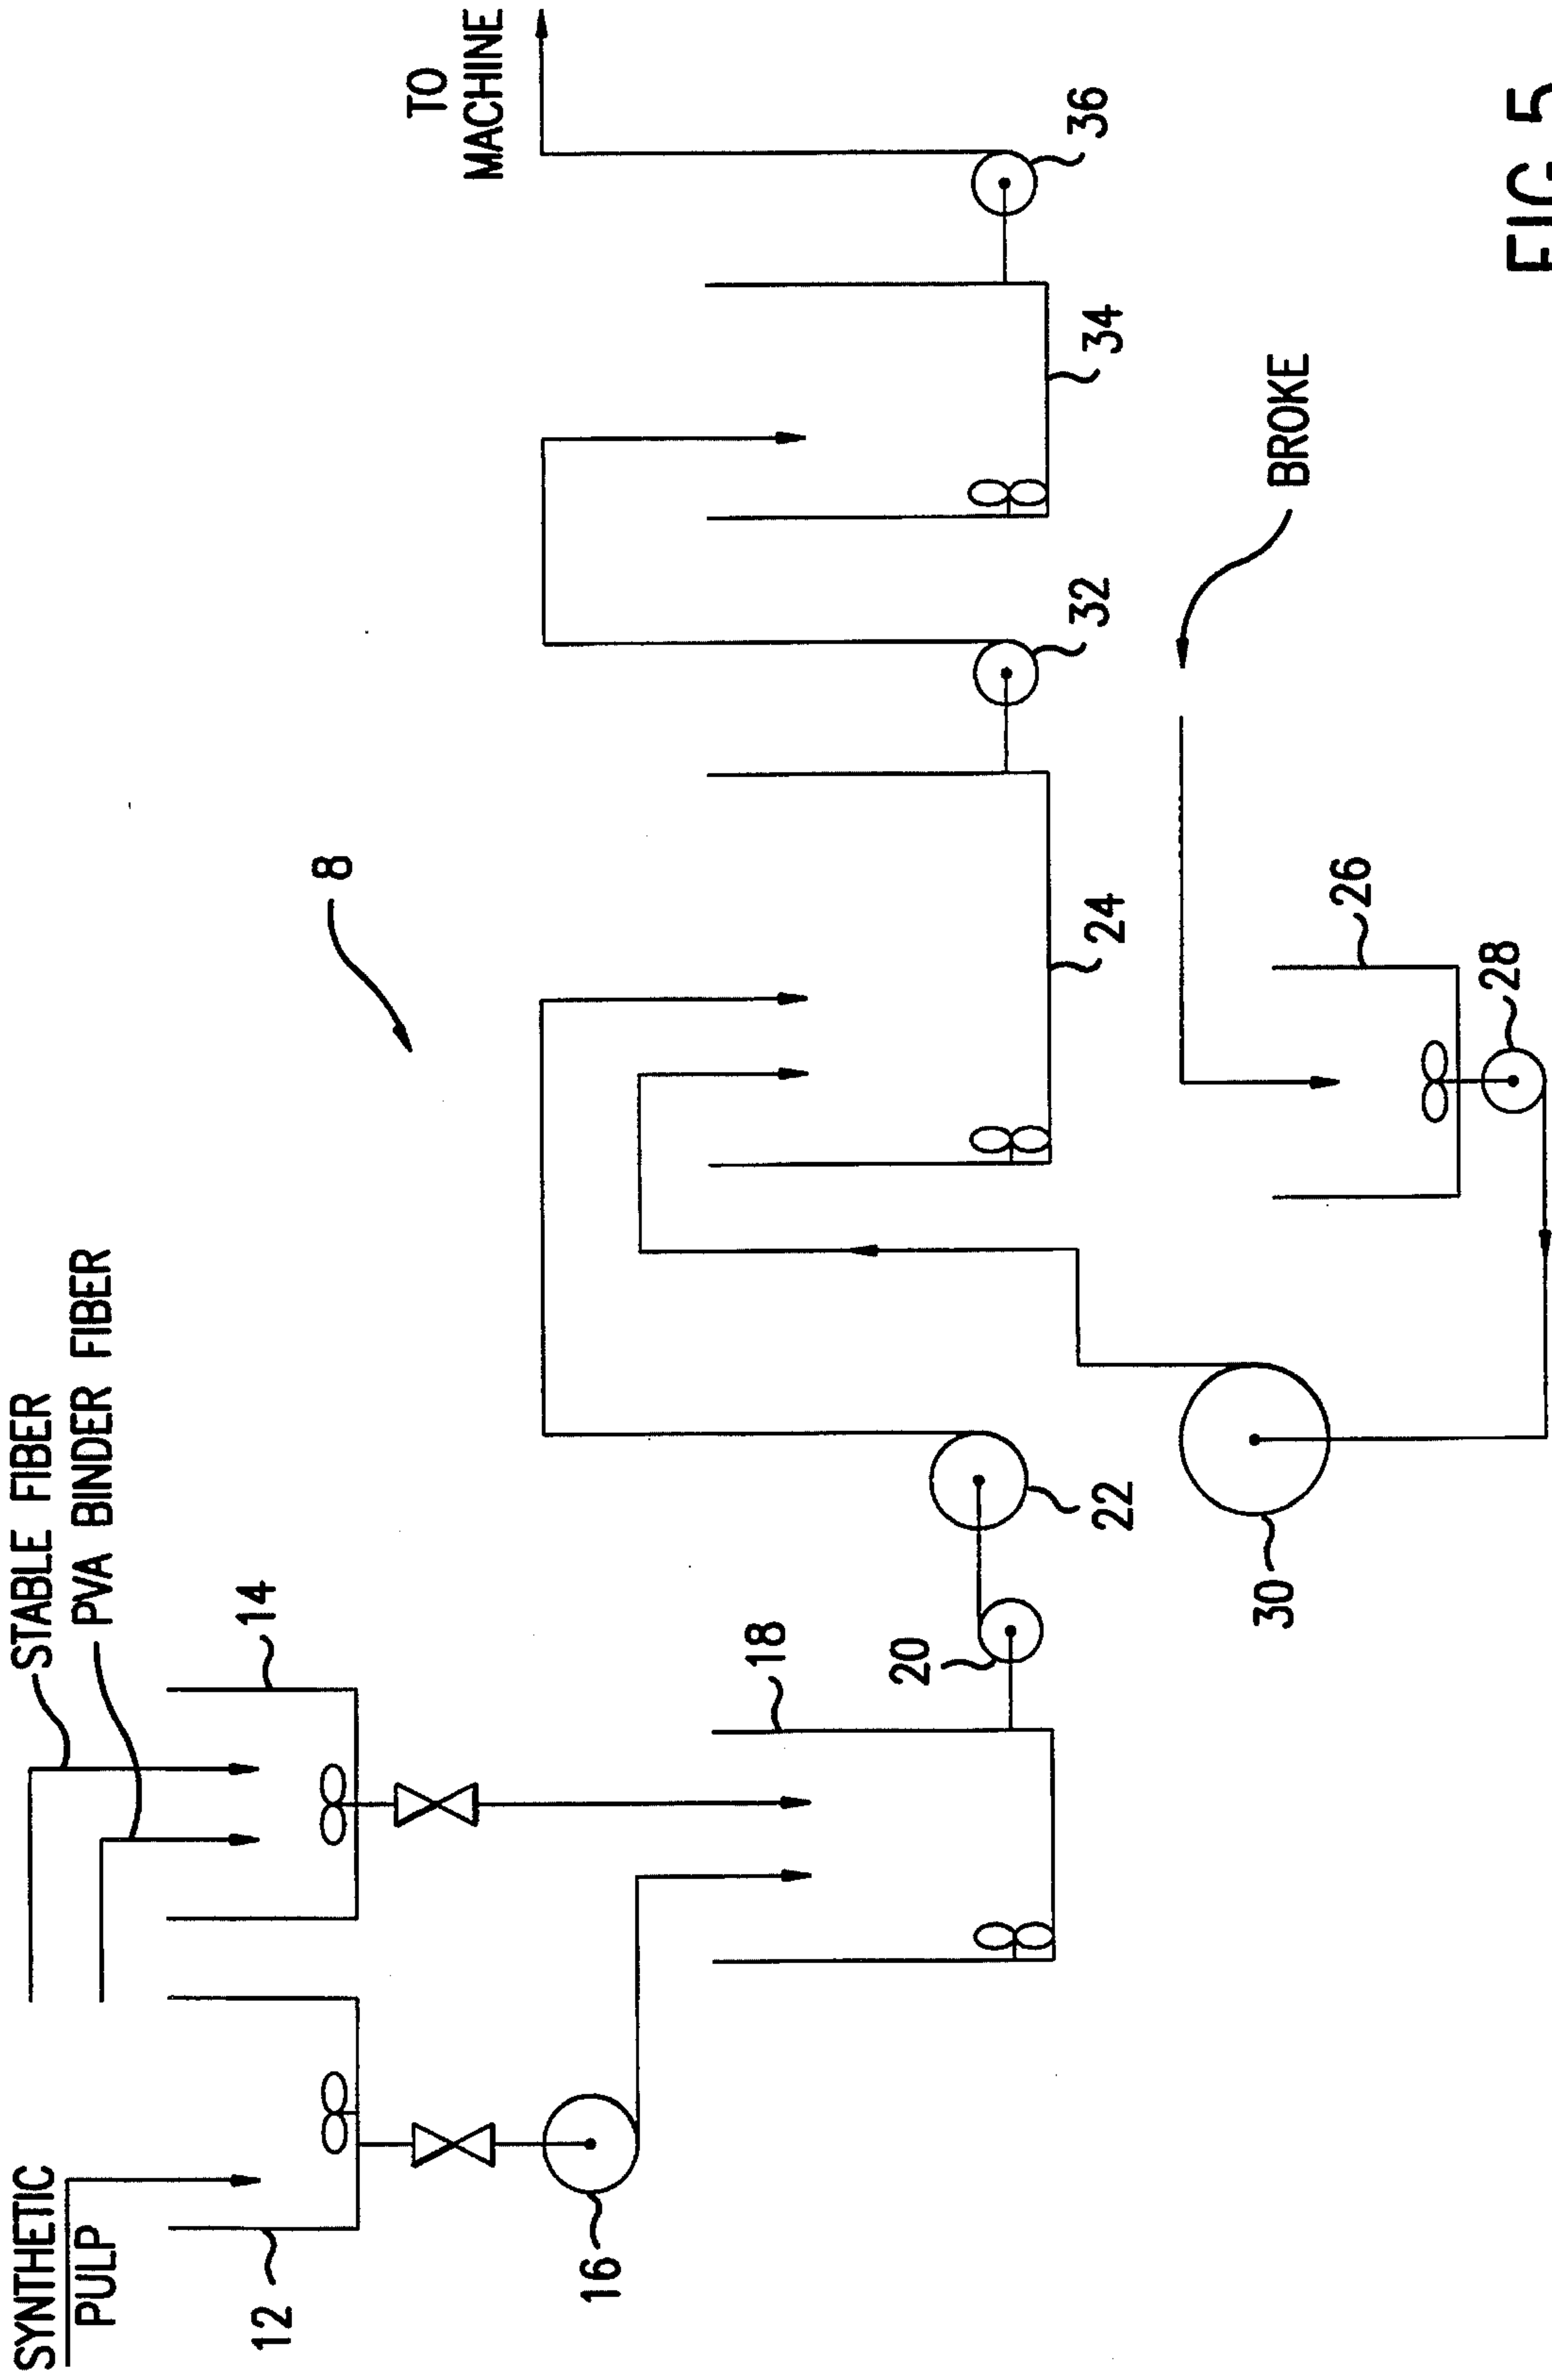 SYNTHETIC
PULP
STABLE FIBER
PVA BINDER FIBER
12
14
16
18
20
22
8
24
30
26
28
BROKE
32
34
36
TO
MACHINE
FIG. 5